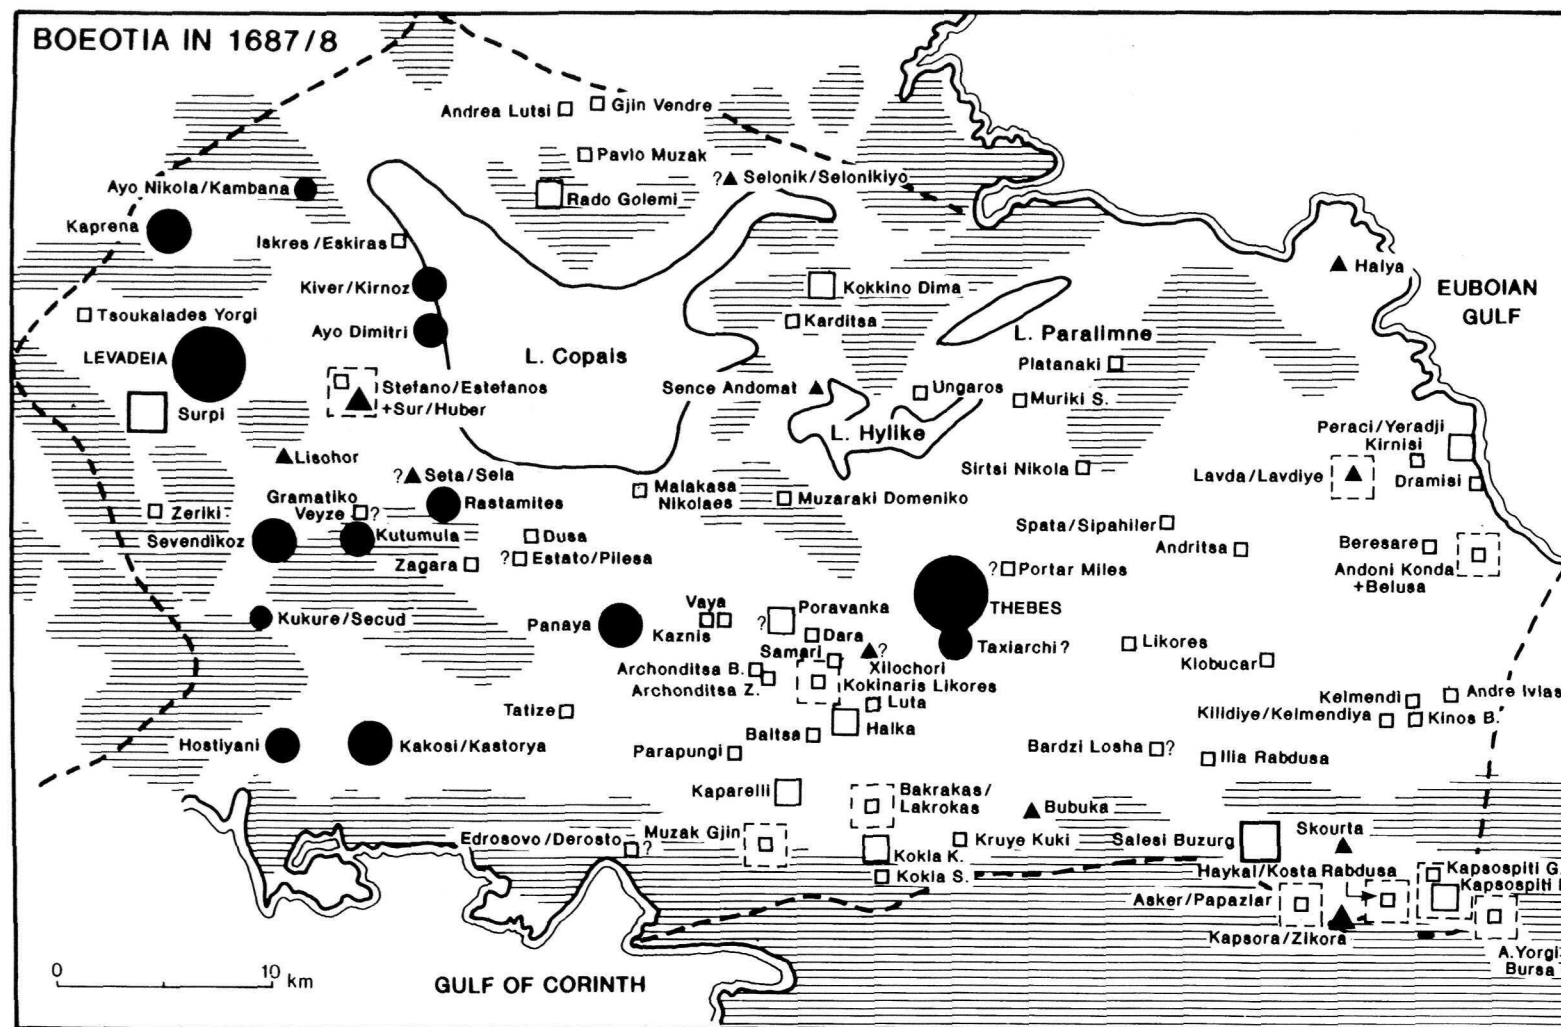 BOEOTIA IN 1687/8
Andrea Lutsi
Gjin Vendre
Pavlo Muzak
Ayo Nikola/Kambana
? Selonik/Selonikiyo
Rado Golemi
Kaprena
Iskres/Eskiras
Halya
Kiver/Kirnoz
Kokkino Dima
EUBOIAN
GULF
Tsoukalades Yorgi
Karditsa
Ayo Dimitri
L. Paralimne
LEVADEIA
L. Copais
Platanaki
Stefano/Estefanos
+Sur/Huber
Sence Andomat
Ungaros
Muriki S.
Surpi
L. Hylike
Peraci/Yeradji
Kirnisi
Lisohor
?
Seta/Sela
Sirtsi Nikola
Lavda/Lavdiye
Dramisi
Malakasa
Nikolaes
Muzaraki Domeniko
Gramatiko
Veyze
?
Rastamites
Zeriki
Spata/Sipahiler
Sevendikoz
Kutumula
Dusa
Andritsa
Beresare
Zagara
? Estato/Pilesa
? Portar Miles
Andoni Konda
+Belusa
THEBES
Kukure/Secud
Panaya
Vaya
Kaznis
Poravanka
?
Dara
Samari
?
Xilochori
Taxiarchi?
Likores
Klobucar
Archonditsa B.
Archonditsa Z.
Kokinaris Likores
Luta
Kelmendi
Andre Ivlas
Tatize
Kilidiye/Kelmendiya
Kinos B.
Hostiyani
Kakosi/Kastorya
Baltsa
Halka
Parapungi
Bardzi Losha
?
Ilia Rabdusa
Kaparelli
Bakrakas/
Lakrokas
Bubuka
Edrosovo/Derosto
?
Muzak Gjin
Kokla K.
Kruye Kuki
Salesi Buzurg
Skourta
Kokla S.
Haykal/Kosta Rabdusa
Kapsospiti G.
Kapsospiti
Asker/Papazlar
Kapsora/Zikora
A.Yorgi
Bursa
0 10 km
GULF OF CORINTH